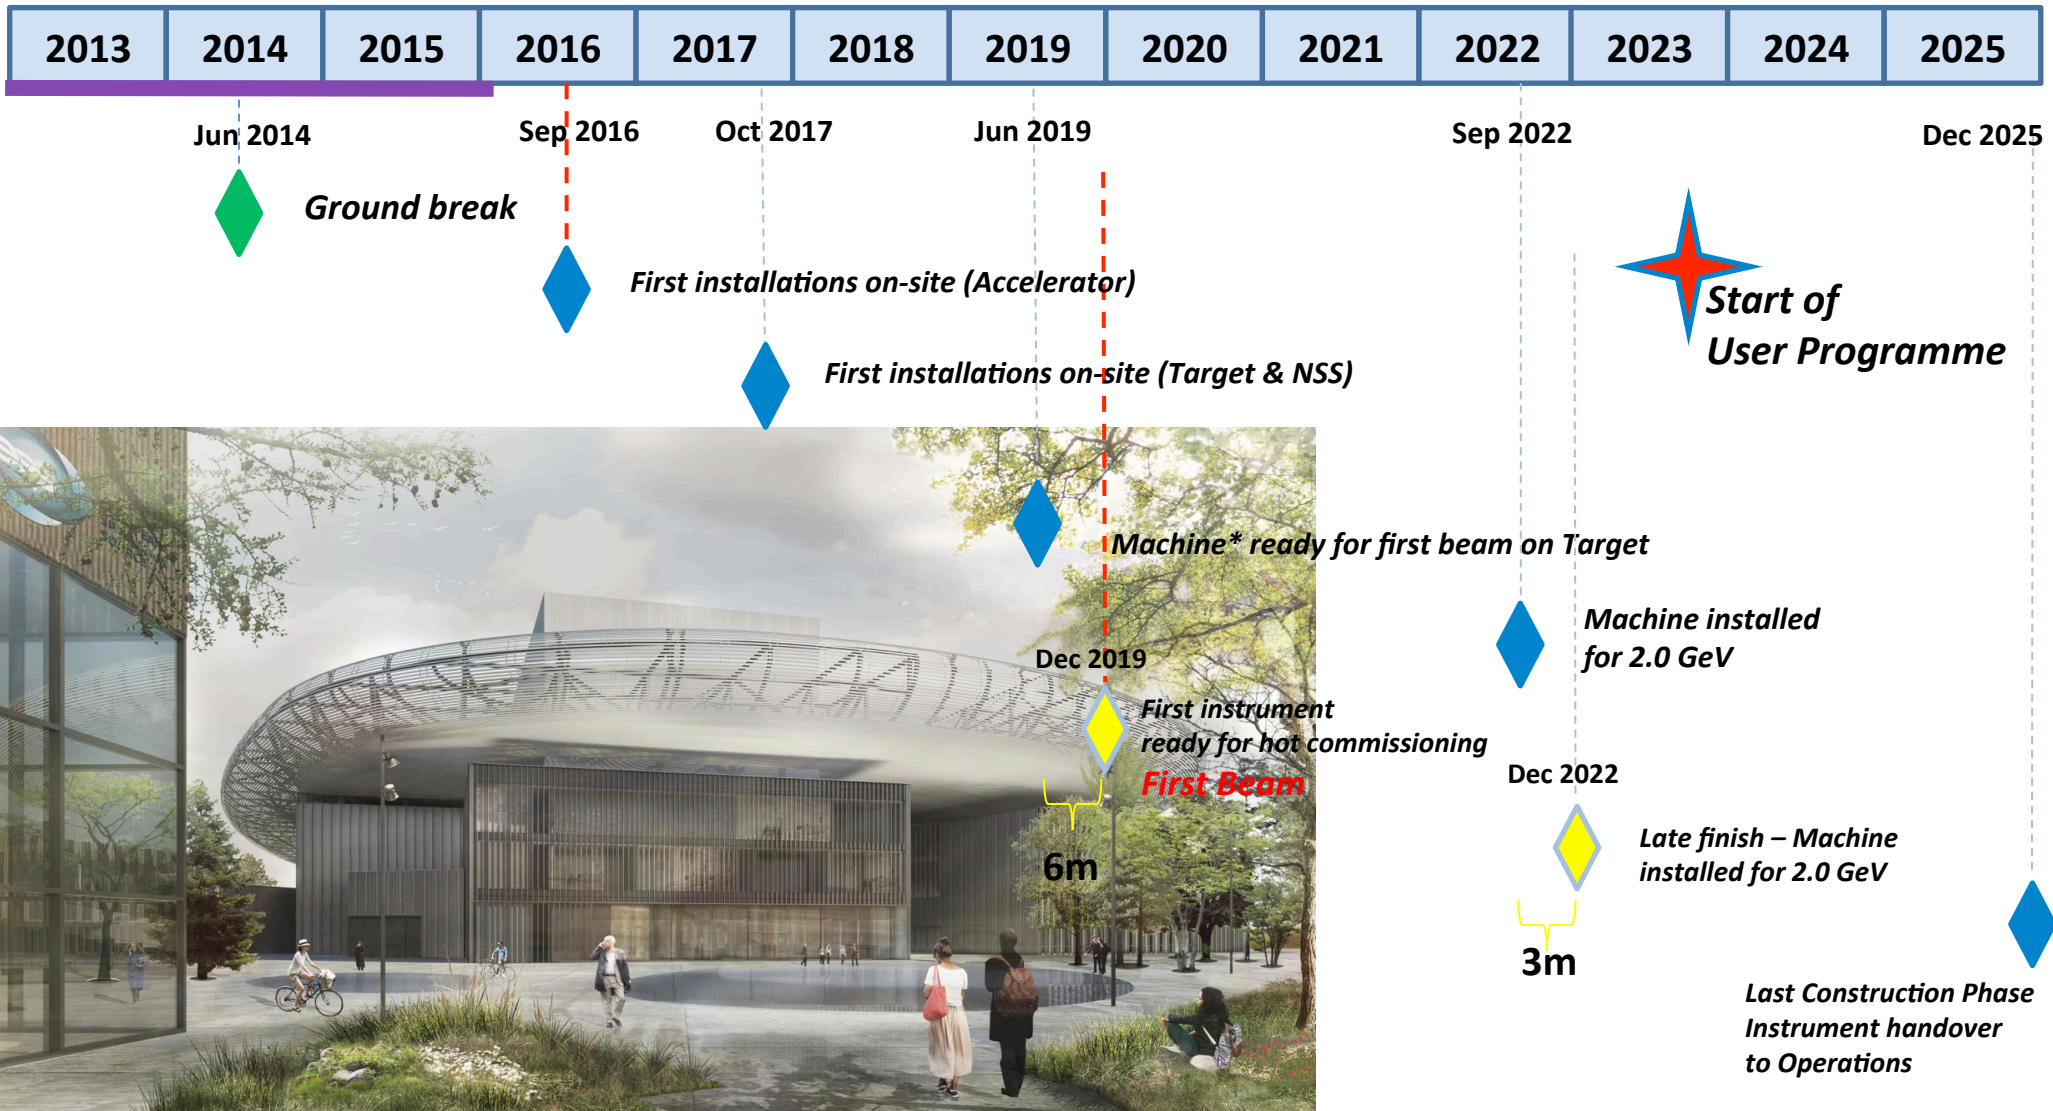 2013 2014 2015 2016 2017 2018 2019 2020 2021 2022 2023 2024 2025
Jun 2014
Sep 2016
Oct 2017
Jun 2019
Sep 2022
Dec 2025
Ground break
First installations on-site (Accelerator)
Start of
User Programme
First installations on-site (Target & NSS)
Machine* ready for first beam on Target
Machine installed
for 2.0 GeV
Dec 2019
First instrument
ready for hot commissioning
First Beam
6m
Dec 2022
Late finish – Machine
installed for 2.0 GeV
3m
Last Construction Phase
Instrument handover
to Operations